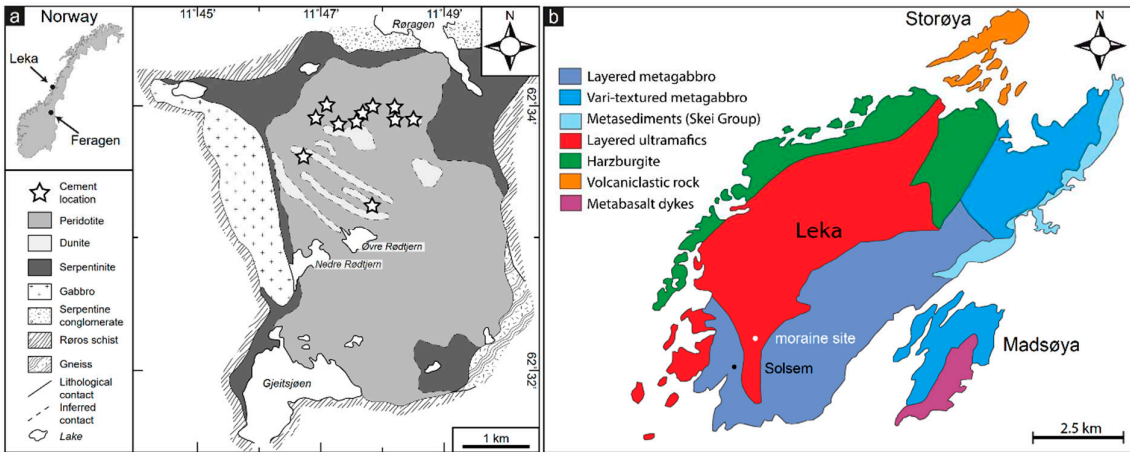 a
Norway
Leka
Feragen
Cement
location
Peridotite
Dunite
Serpentinite
Gabbro
Serpentine
conglomerate
Røros schist
Gneiss
Lithological
contact
Inferred
contact
Lake
11°45'
11°47'
11°49'
Røragen
N
62°34'
Øvre Rødtjern
Nedre Rødtjern
62°32'
Gjeitsjøen
1 km
b
Storøya
N
Layered metagabbro
Vari-textured metagabbro
Metasediments (Skei Group)
Layered ultramafics
Harzburgite
Volcaniclastic rock
Metabasalt dykes
Leka
moraine site
Solsem
Madsøya
2.5 km